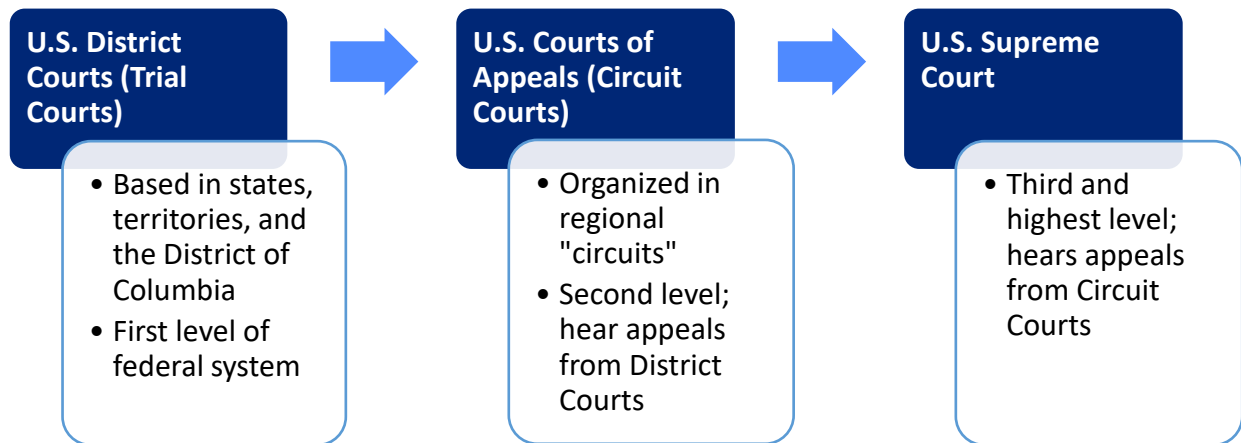 U.S. District
Courts (Trial
Courts)
• Based in states,
territories, and
the District of
Columbia
• First level of
federal system
U.S. Courts of
Appeals (Circuit
Courts)
• Organized in
regional
"circuits"
• Second level;
hear appeals
from District
Courts
U.S. Supreme
Court
• Third and
highest level;
hears appeals
from Circuit
Courts